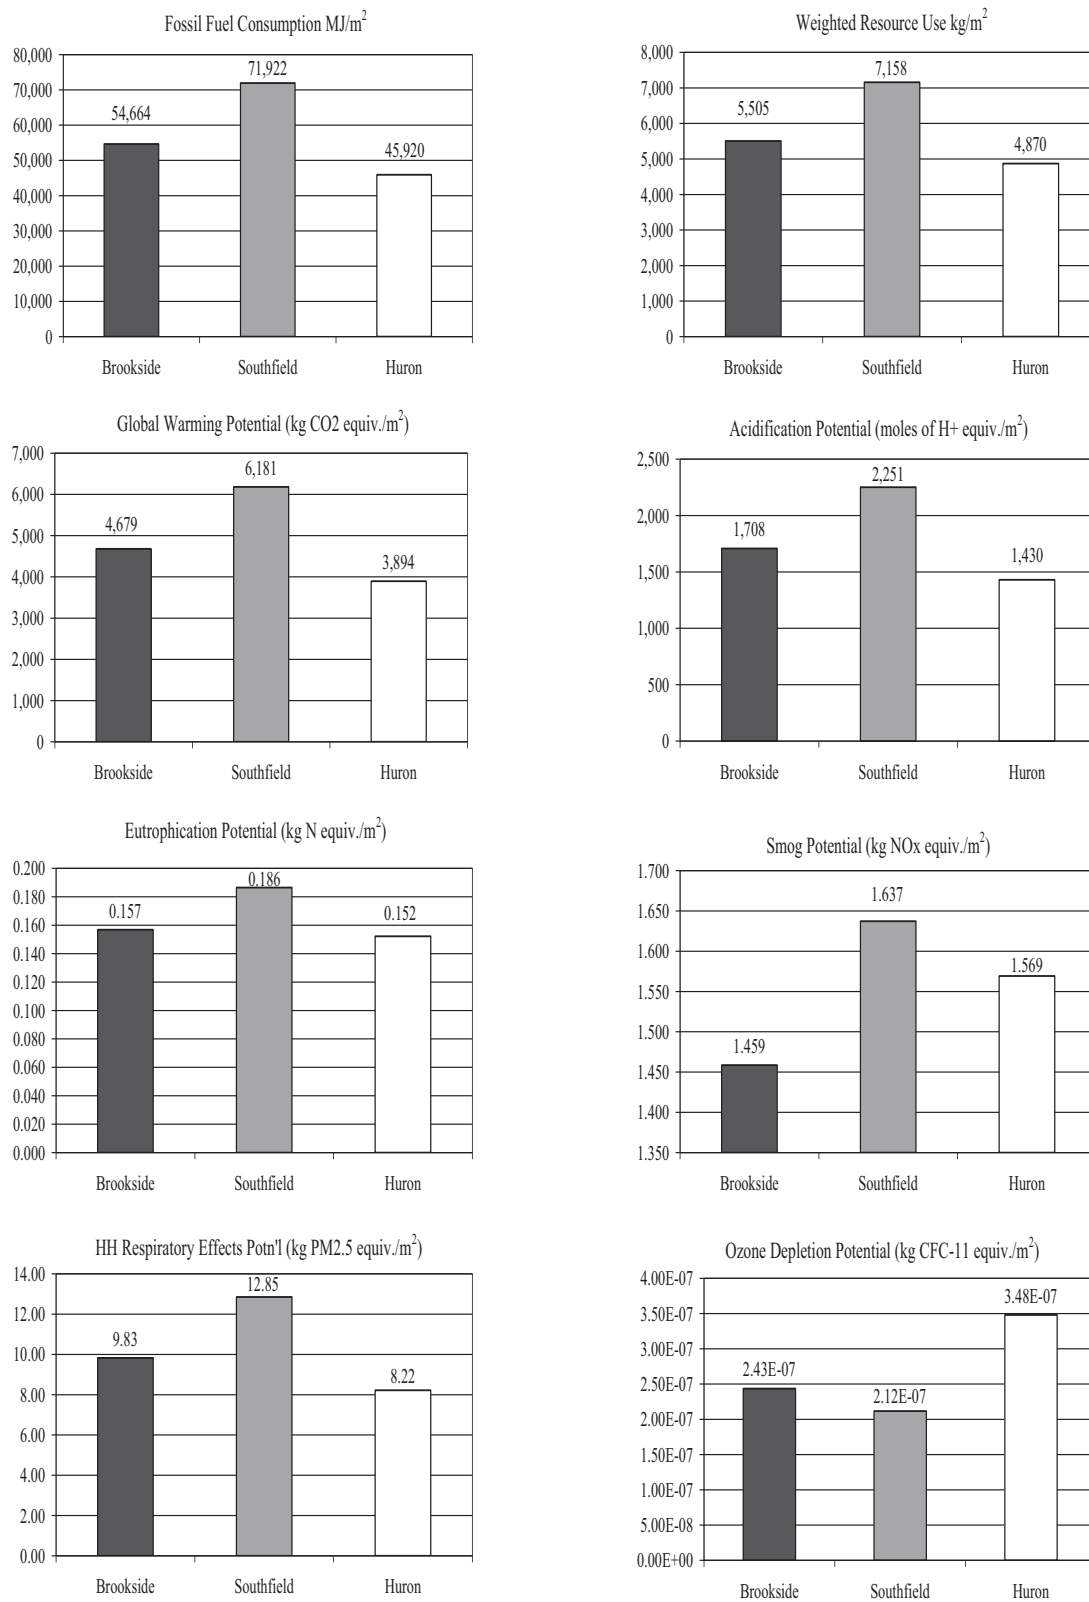 Fossil Fuel Consumption MJ/m²
80,000
70,000
60,000
50,000
40,000
30,000
20,000
10,000
0
54,664
71,922
45,920
Brookside Southfield Huron
Weighted Resource Use kg/m²
8,000
7,000
6,000
5,000
4,000
3,000
2,000
1,000
0
5,505
7,158
4,870
Brookside Southfield Huron
Global Warming Potential (kg CO2 equiv./m²)
7,000
6,000
5,000
4,000
3,000
2,000
1,000
0
4,679
6,181
3,894
Brookside Southfield Huron
Acidification Potential (moles of H+ equiv./m²)
2,500
2,000
1,500
1,000
500
0
1,708
2,251
1,430
Brookside Southfield Huron
Eutrophication Potential (kg N equiv./m²)
0.200
0.180
0.160
0.140
0.120
0.100
0.080
0.060
0.040
0.020
0.000
0.157
0.186
0.152
Brookside Southfield Huron
Smog Potential (kg NOx equiv./m²)
1.700
1.650
1.600
1.550
1.500
1.450
1.400
1.350
1.459
1.637
1.569
Brookside Southfield Huron
HH Respiratory Effects Potn'l (kg PM2.5 equiv./m²)
14.00
12.00
10.00
8.00
6.00
4.00
2.00
0.00
9.83
12.85
8.22
Brookside Southfield Huron
Ozone Depletion Potential (kg CFC-11 equiv./m²)
4.00E-07
3.50E-07
3.00E-07
2.50E-07
2.00E-07
1.50E-07
1.00E-07
5.00E-08
0.00E+00
2.43E-07
2.12E-07
3.48E-07
Brookside Southfield Huron